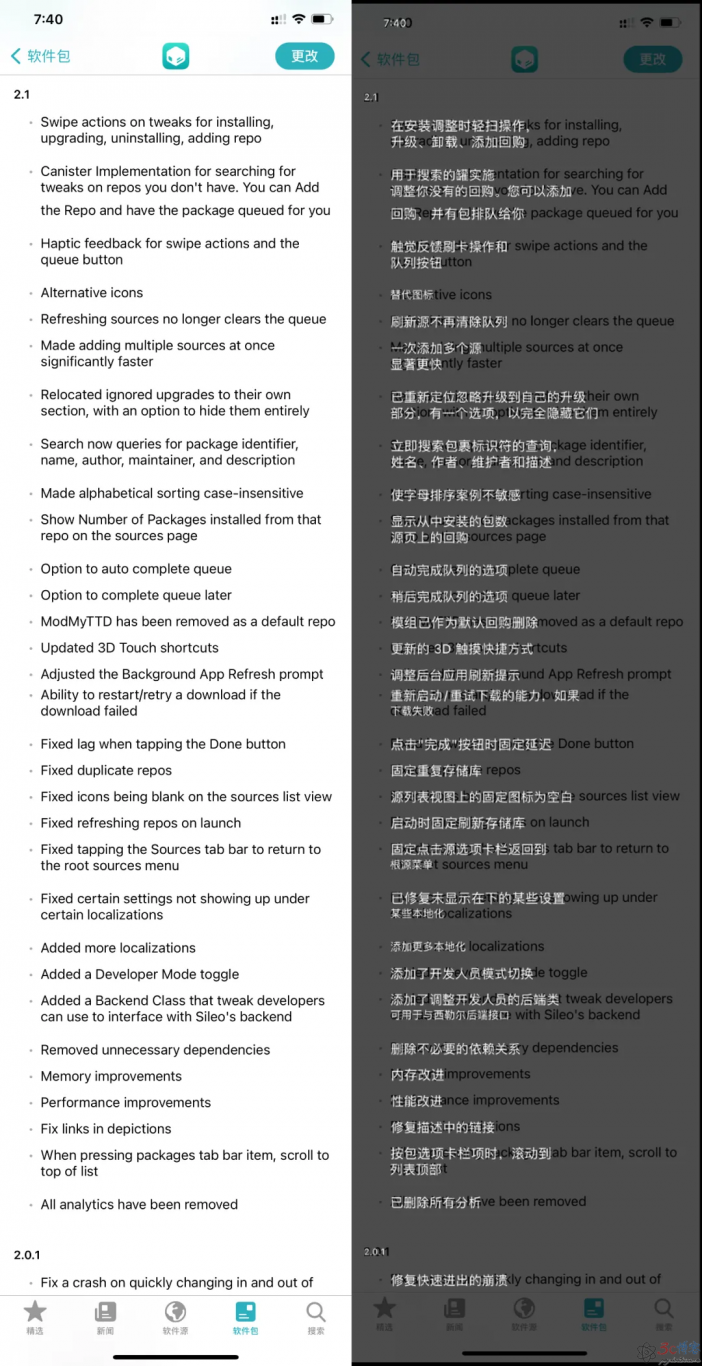 7:40
软件包
更改
2.1
Swipe actions on tweaks for installing,
upgrading, uninstalling, adding repo
Canister Implementation for searching for
tweaks on repos you don't have. You can Add
the Repo and have the package queued for you
Haptic feedback for swipe actions and the
queue button
Alternative icons
Refreshing sources no longer clears the queue
Made adding multiple sources at once
significantly faster
Relocated ignored upgrades to their own
section, with an option to hide them entirely
Search now queries for package identifier,
name, author, maintainer, and description
Made alphabetical sorting case-insensitive
Show Number of Packages installed from that
repo on the sources page
Option to auto complete queue
Option to complete queue later
ModMyTTD has been removed as a default repo
Updated 3D Touch shortcuts
Adjusted the Background App Refresh prompt
Ability to restart/retry a download if the
download failed
Fixed lag when tapping the Done button
Fixed duplicate repos
Fixed icons being blank on the sources list view
Fixed refreshing repos on launch
Fixed tapping the Sources tab bar to return to
the root sources menu
Fixed certain settings not showing up under
certain localizations
Added more localizations
Added a Developer Mode toggle
Added a Backend Class that tweak developers
can use to interface with Sileo's backend
Removed unnecessary dependencies
Memory improvements
Performance improvements
Fix links in depictions
When pressing packages tab bar item, scroll to
top of list
All analytics have been removed
2.0.1
Fix a crash on quickly changing in and out of
精选
新闻
软件源
软件包
搜索
7:40
软件包
更改
2.1
在安装调整时轻扫操作,
升级、卸载、添加回购
用于搜索的罐实施
调整你没有的回购。您可以添加
回购，并有包排队给你
触觉反馈刷卡操作和
队列按钮
替代图标
刷新源不再清除队列
一次添加多个源
显著更快
已重新定位忽略升级到自己的升级
部分，有一个选项，以完全隐藏它们
立即搜索包裹标识符的查询,
姓名、作者、维护者和描述
使字母排序案例不敏感
显示从中安装的包数
源页上的回购
自动完成队列的选项
稍后完成队列的选项
模组已作为默认回购删除
更新的 3D 触摸快捷方式
调整后台应用刷新提示
重新启动/重试下载的能力，如果
下载失败
点击"完成"按钮时固定延迟
固定重复存储库
源列表视图上的固定图标为空白
启动时固定刷新存储库
固定点击源选项卡栏返回到
根源菜单
已修复未显示在下的某些设置
某些本地化
添加更多本地化
添加了开发人员模式切换
添加了调整开发人员的后端类
可用于与西勒尔后端接口
删除不必要的依赖关系
内存改进
性能改进
修复描述中的链接
按包选项卡栏项时，滚动到
列表顶部
已删除所有分析
2.0.1
修复快速进出的崩溃
精选
新闻
软件源
软件包
搜索